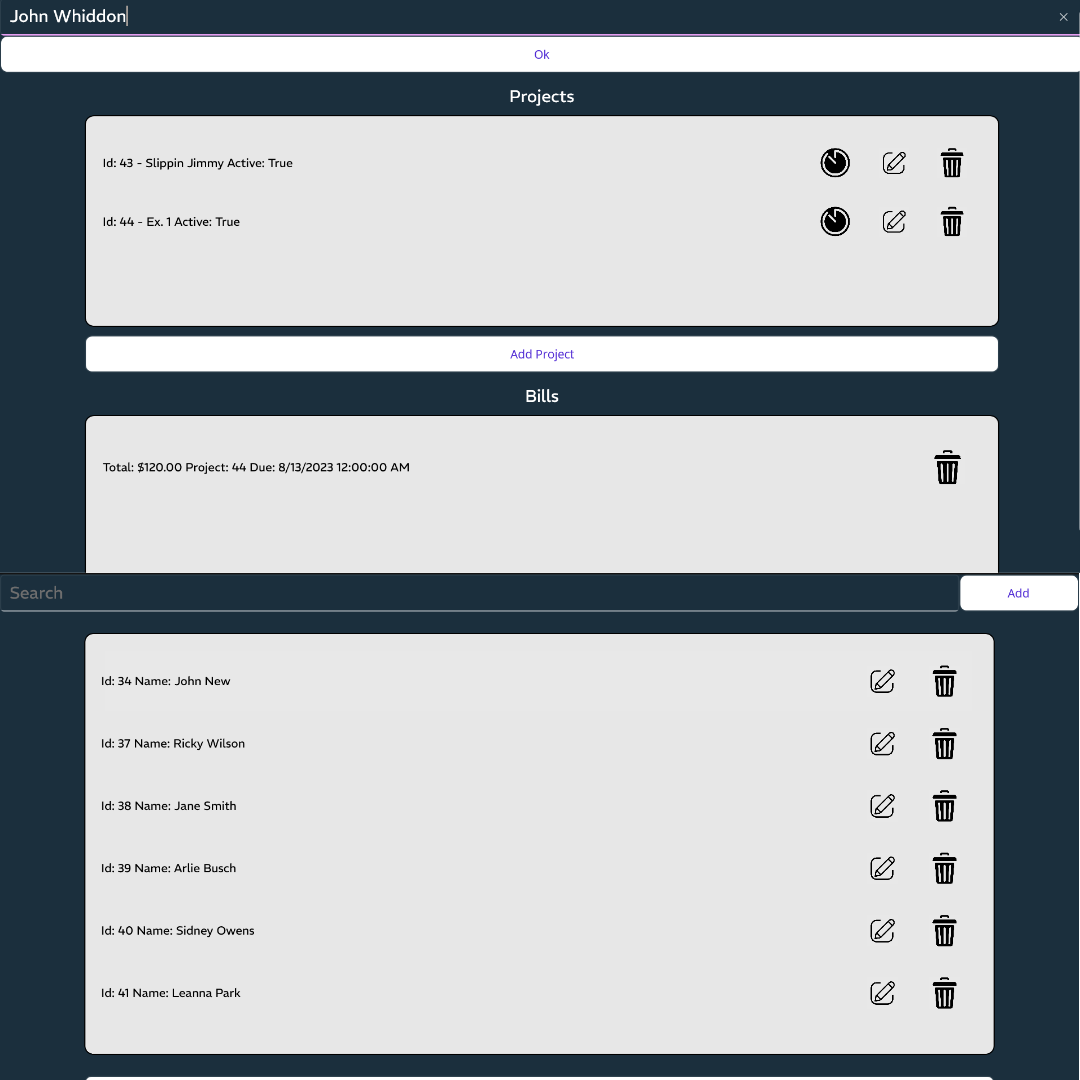 John Whiddon
Ok
Projects
Id: 43 - Slippin Jimmy Active: True
Id: 44 - Ex. 1 Active: True
Add Project
Bills
Total: $120.00 Project: 44 Due: 8/13/2023 12:00:00 AM
Search
Add
Id: 34 Name: John New
Id: 37 Name: Ricky Wilson
Id: 38 Name: Jane Smith
Id: 39 Name: Arlie Busch
Id: 40 Name: Sidney Owens
Id: 41 Name: Leanna Park